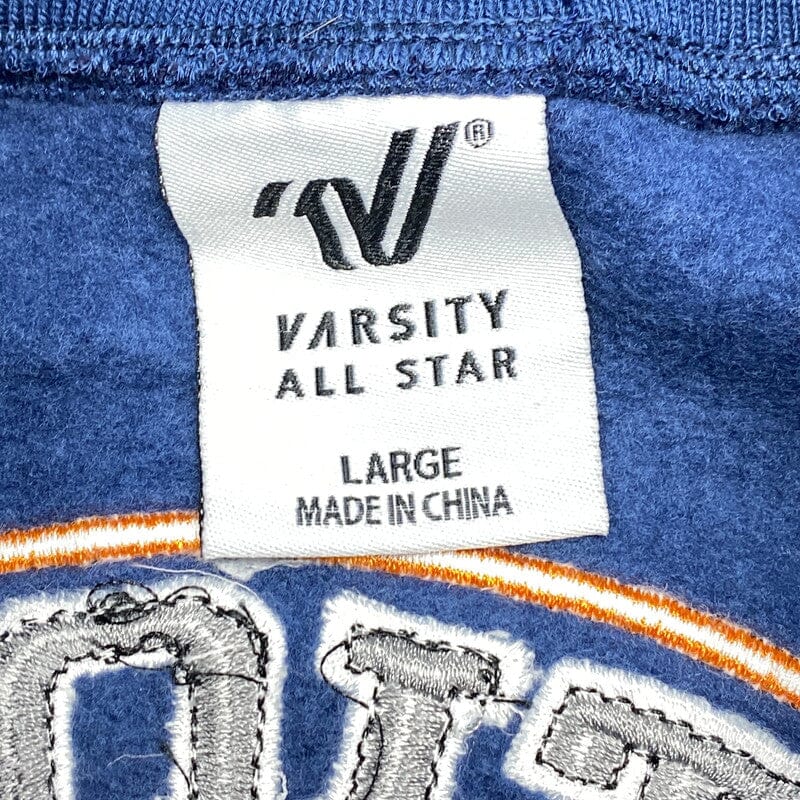 ®
VARSITY
ALL STAR
LARGE
MADE IN CHINA